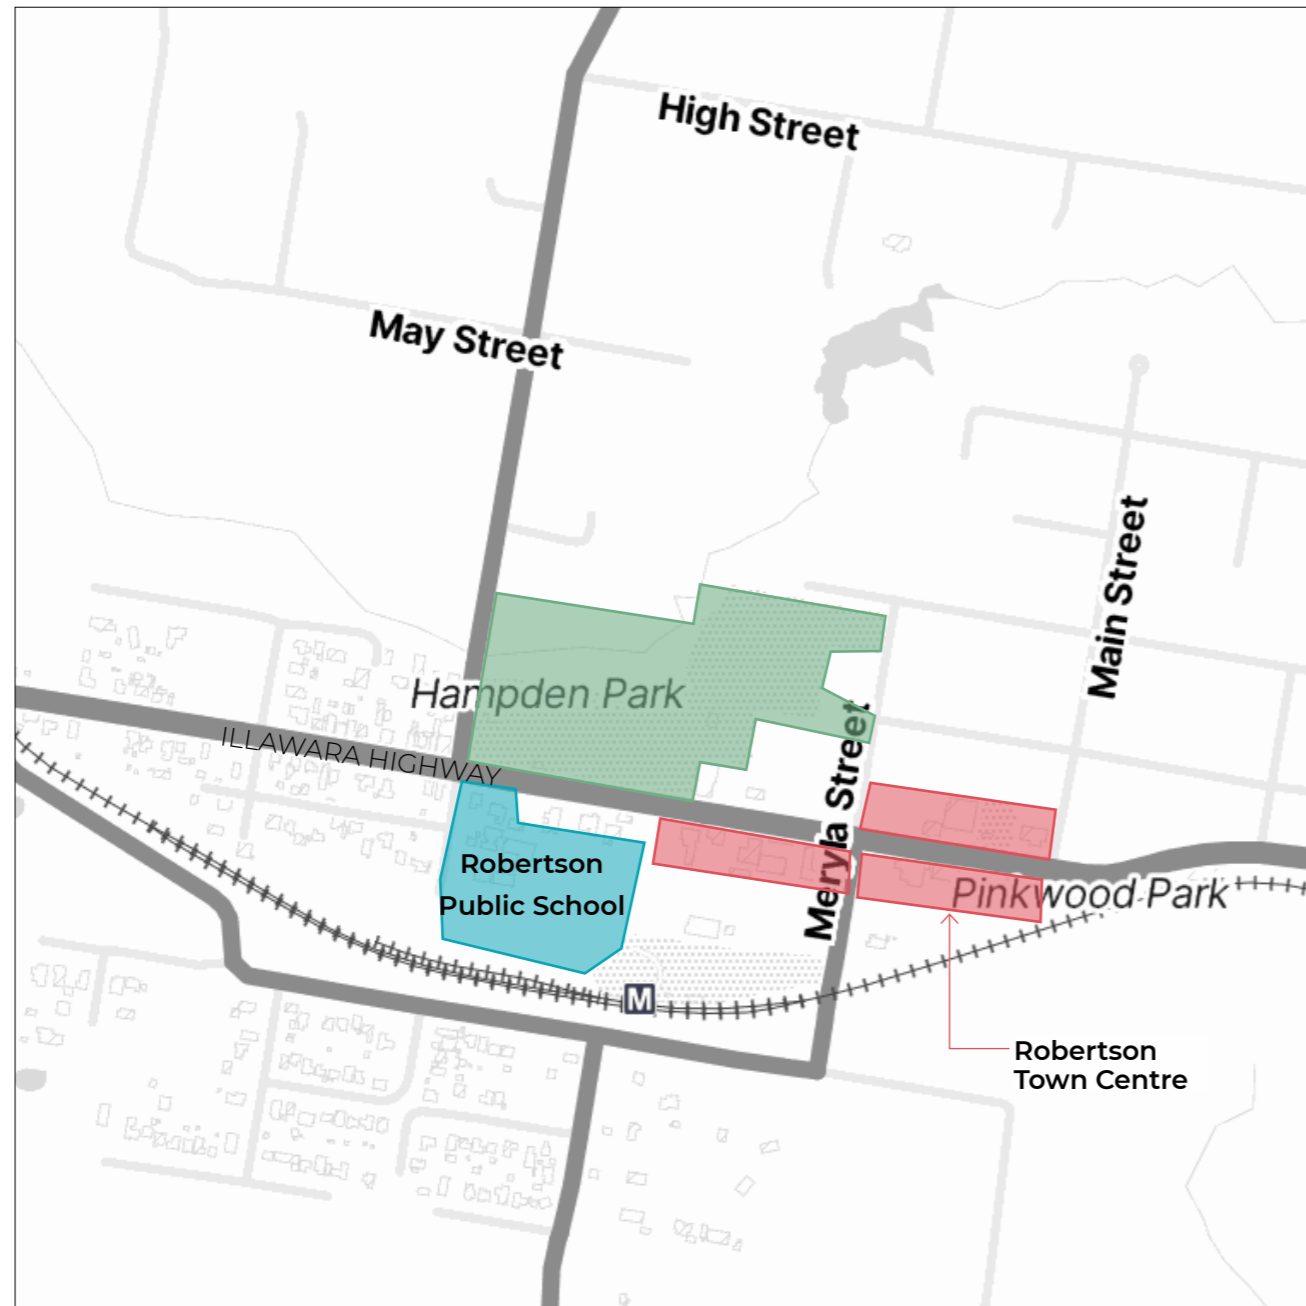 High Street
May Street
Main Street
Hampden Park
ILLAWARA HIGHWAY
Meryla Street
Robertson
Public School
Pinkwood Park
M
Robertson
Town Centre